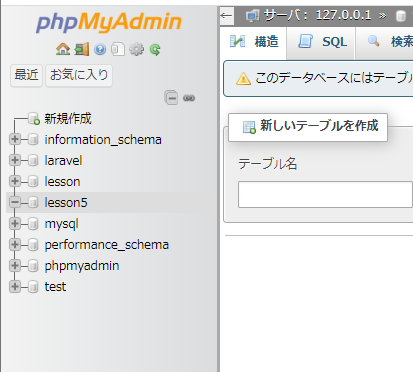 phpMyAdmin
最近 お気に入り
新規作成
information_schema
laravel
lesson
lesson5
mysql
performance_schema
phpmyadmin
test
サーバ: 127.0.0.1 »
構造 SQL 検索
このデータベースにはテーブル
新しいテーブルを作成
テーブル名